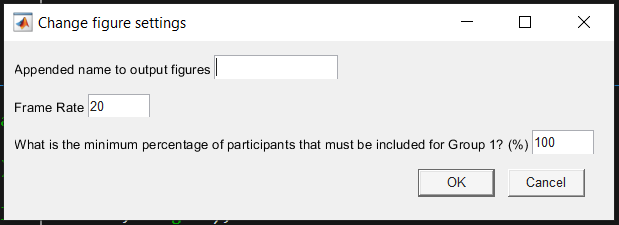 Change figure settings
Appended name to output figures
Frame Rate 20
What is the minimum percentage of participants that must be included for Group 1? (%) 100
OK Cancel